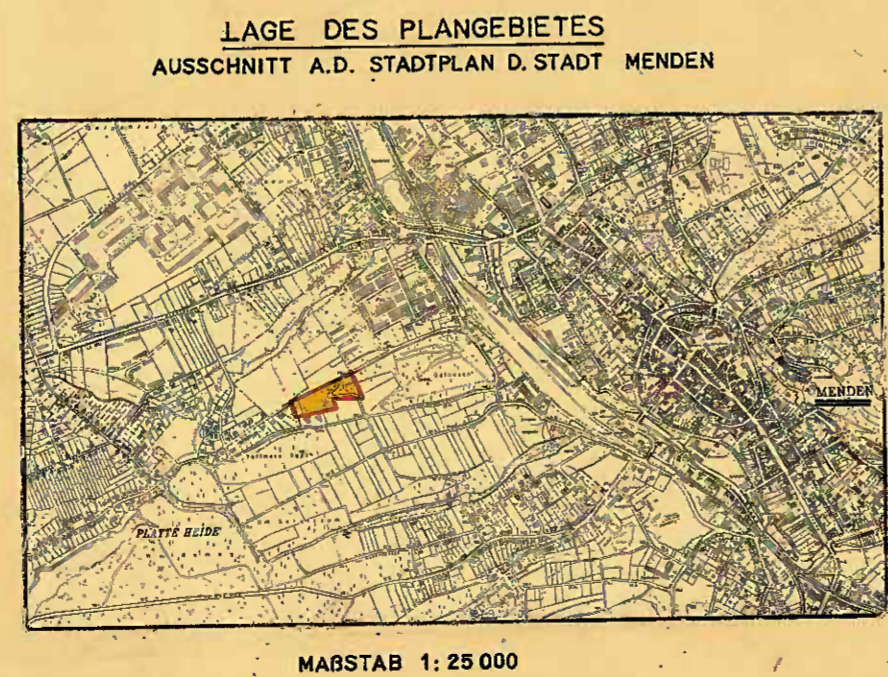 LAGE DES PLANGEBIETES
AUSSCHNITT A.D. STADTPLAN D. STADT MENDEN
MENDEN
PLATTE HEIDE
MAßSTAB 1: 25 000